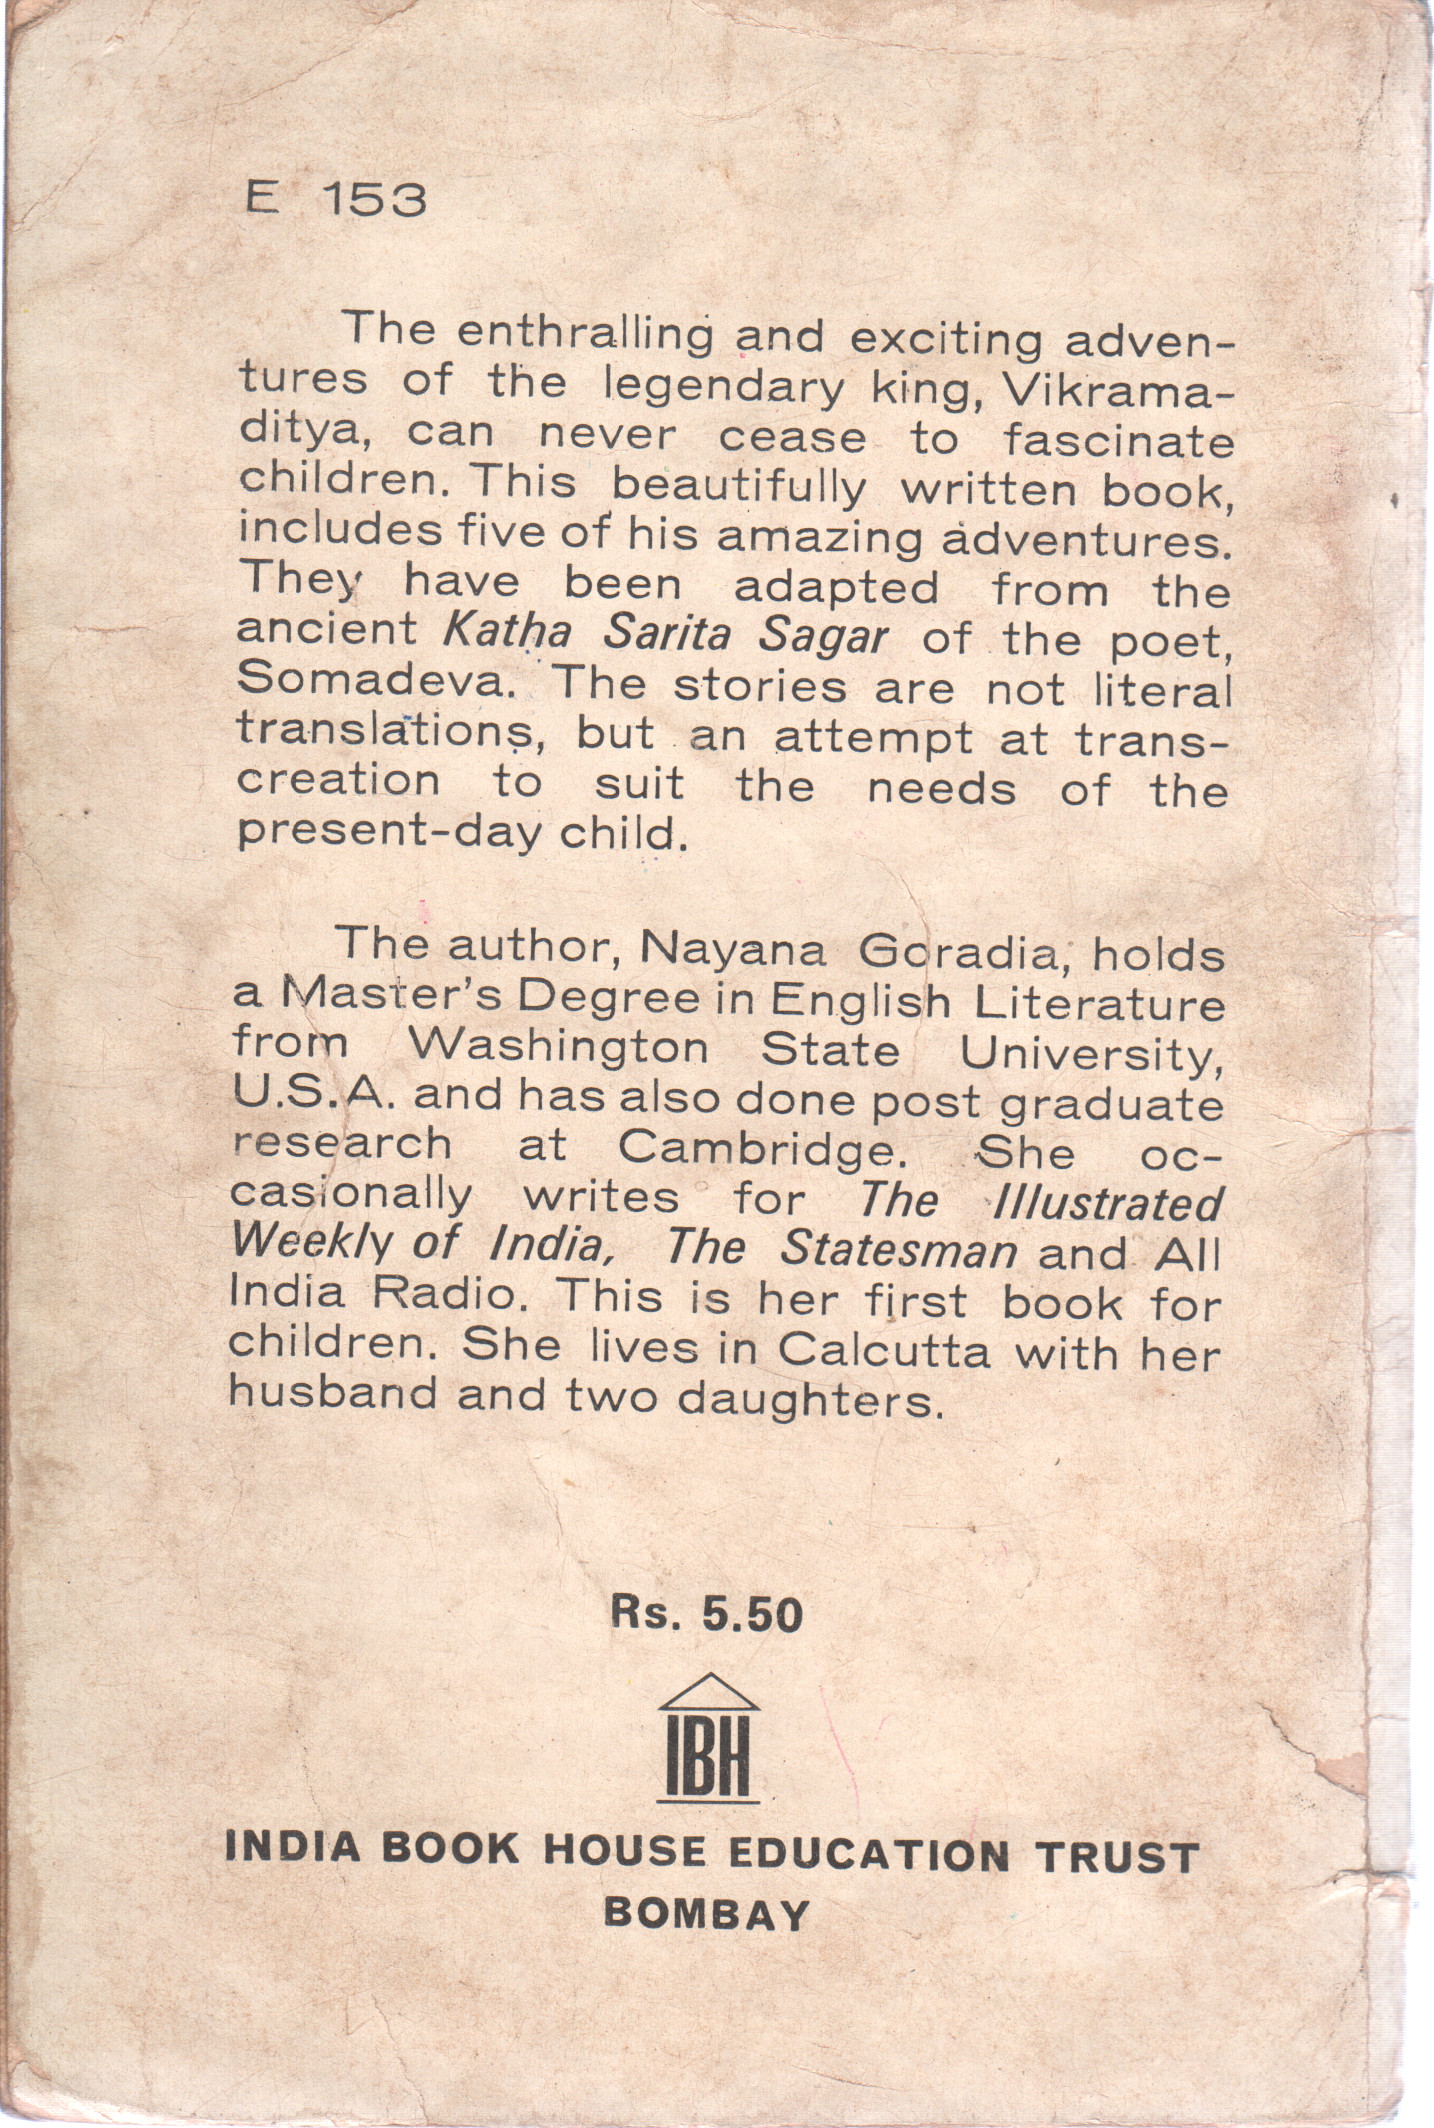 E 153
The enthralling and exciting adven-
tures of the legendary king, Vikrama-
ditya, can never cease to fascinate
children. This beautifully written book,
includes five of his amazing adventures.
They have been adapted from the
ancient Katha Sarita Sagar of the poet,
Somadeva. The stories are not literal
translations, but an attempt at trans-
creation to suit the needs of the
present-day child.
The author, Nayana Goradia, holds
a Master's Degree in English Literature
from Washington State University,
U.S.A. and has also done post graduate
research at Cambridge. She oc-
casionally writes for The Illustrated
Weekly of India, The Statesman and All
India Radio. This is her first book for
children. She lives in Calcutta with her
husband and two daughters.
Rs. 5.50
IBH
INDIA BOOK HOUSE EDUCATION TRUST
BOMBAY